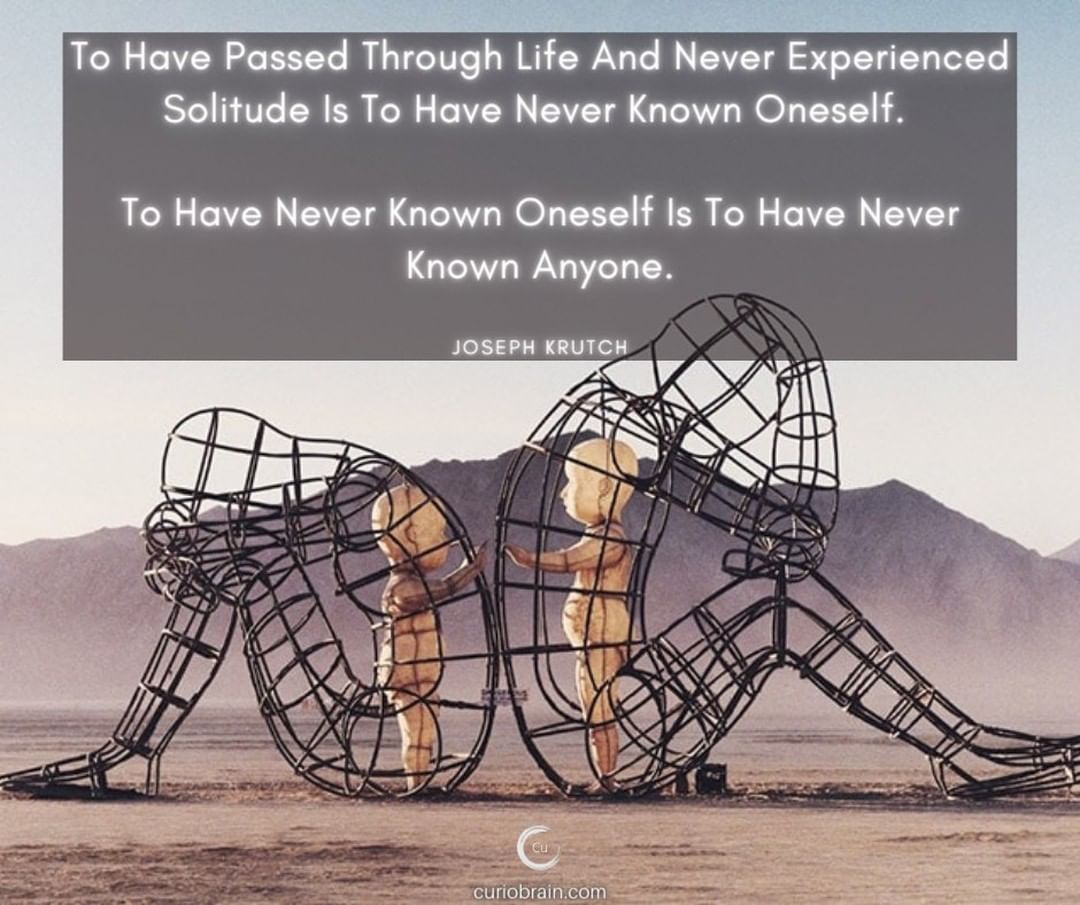 To Have Passed Through Life And Never Experienced
Solitude Is To Have Never Known Oneself.
To Have Never Known Oneself Is To Have Never
Known Anyone.
JOSEPH KRUTCH
Cu
curiobrain.com